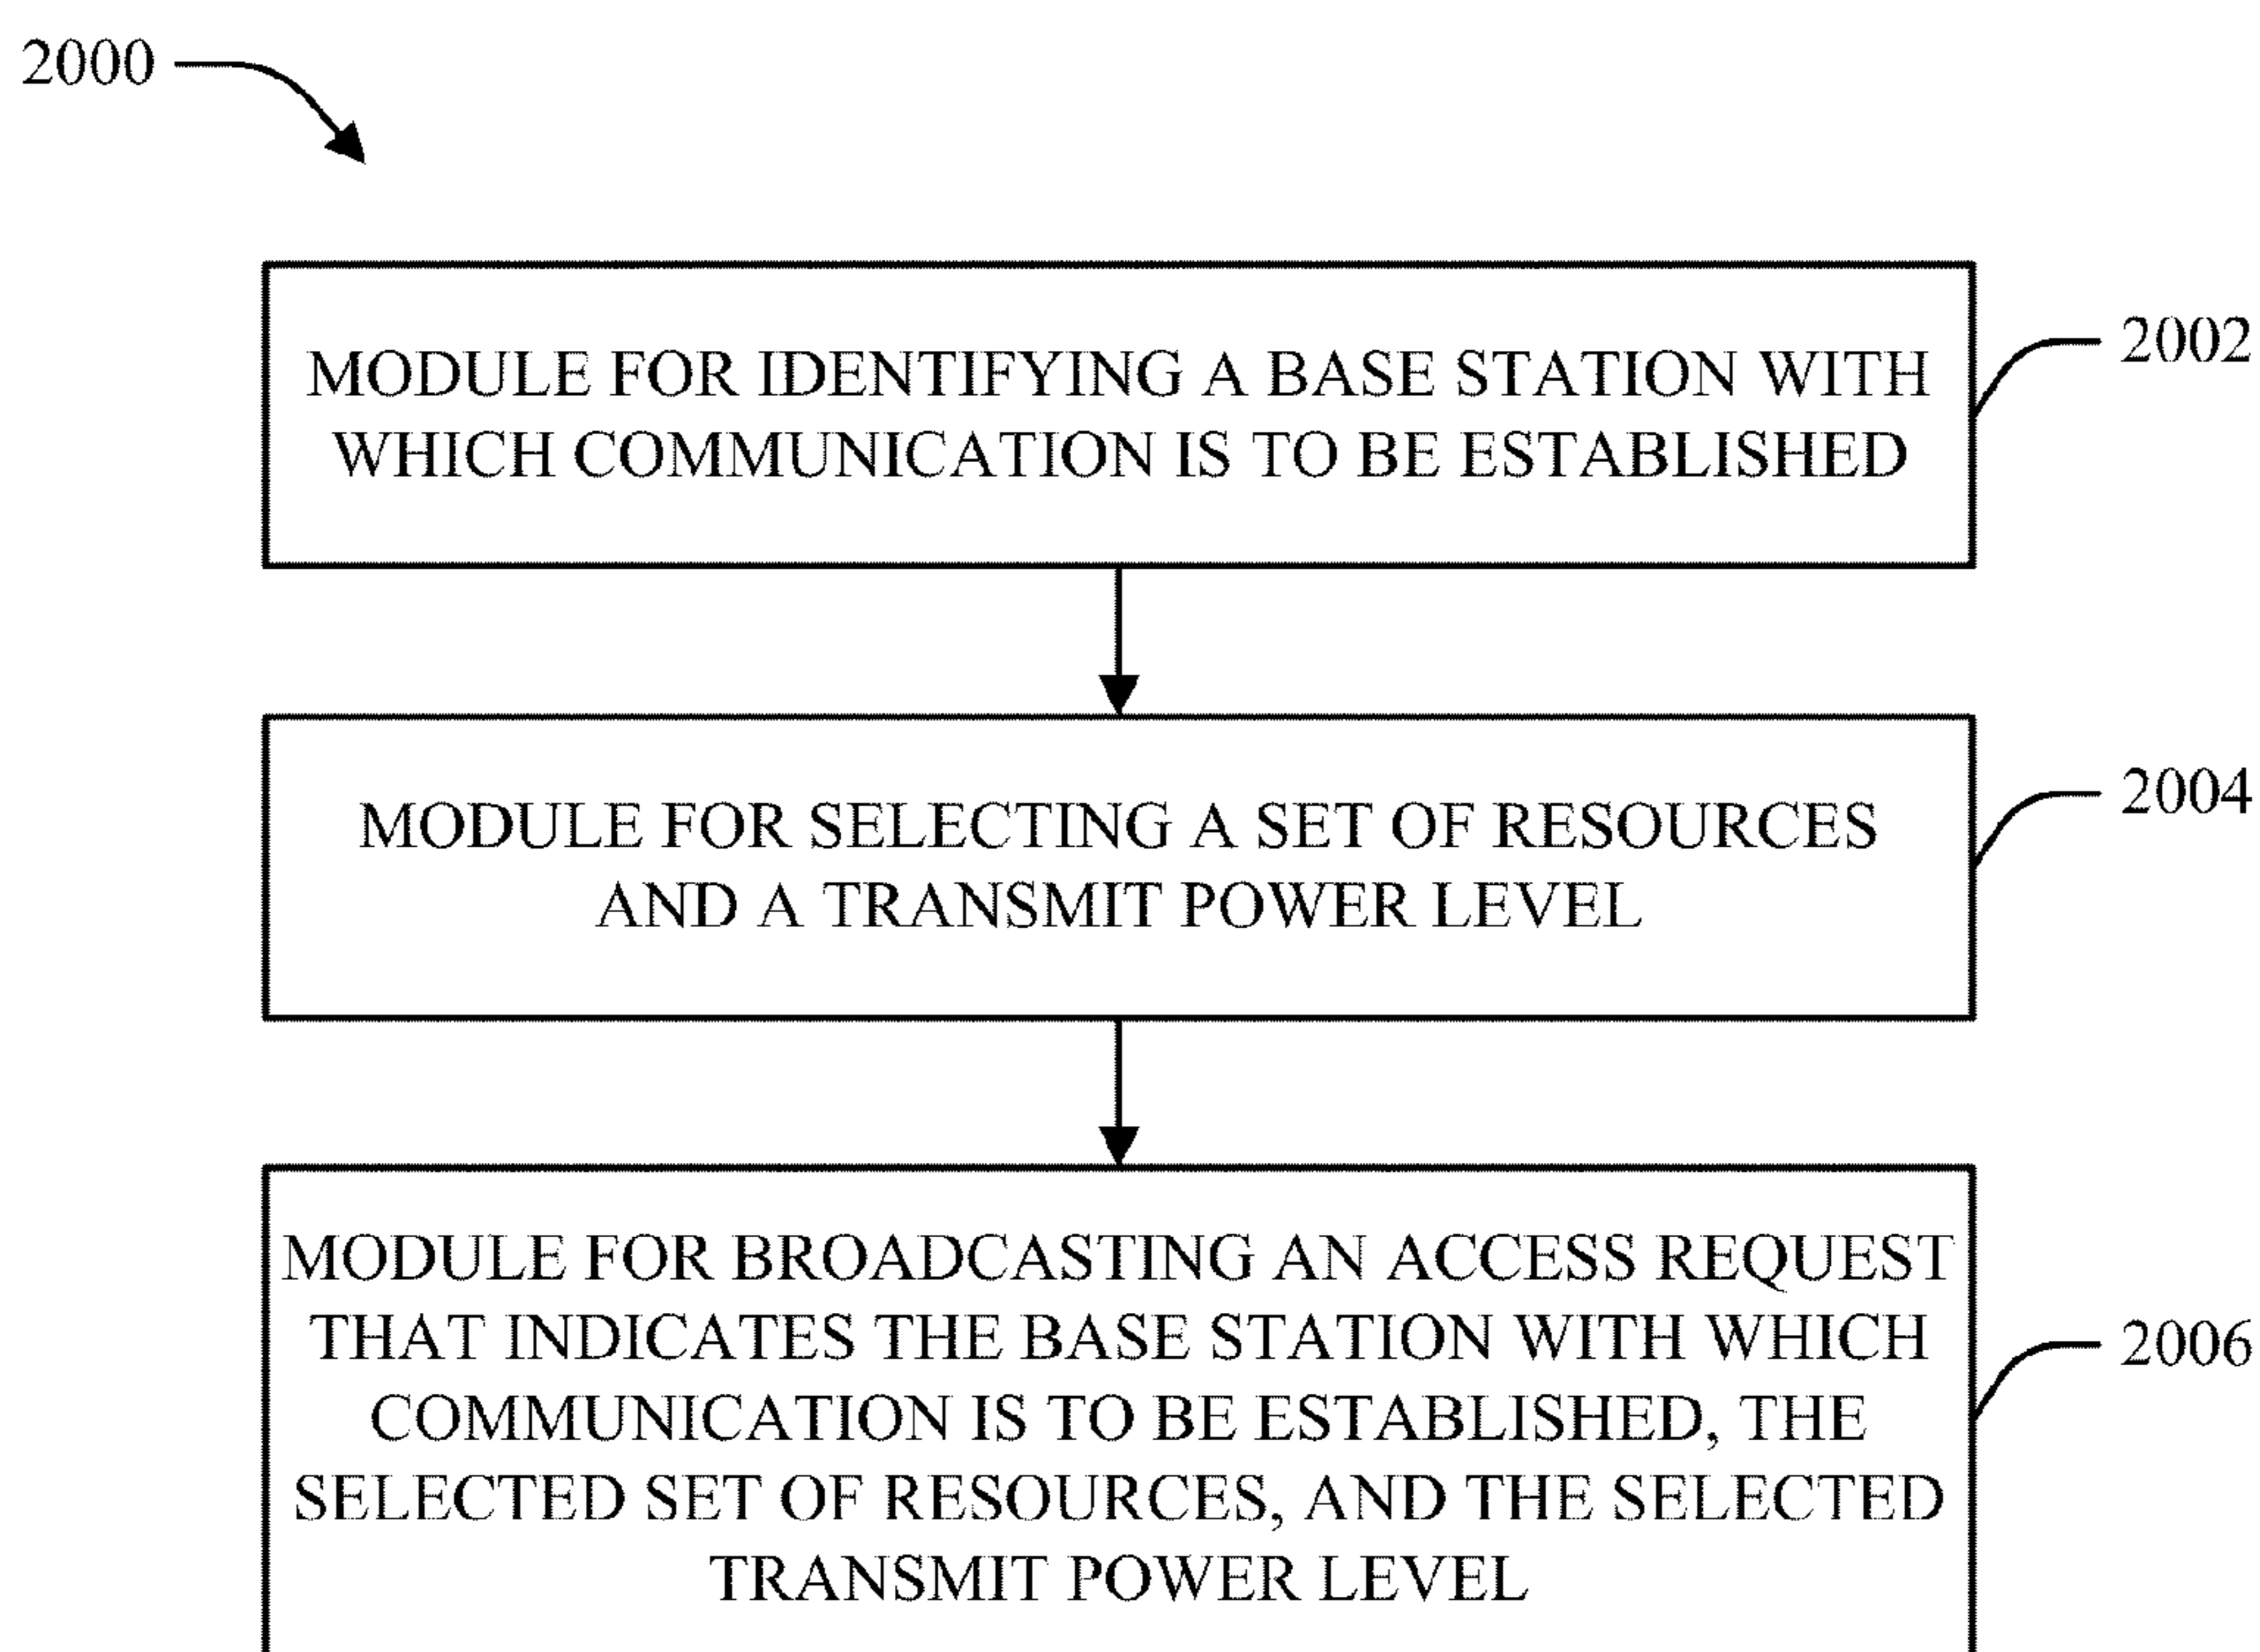 2000
MODULE FOR IDENTIFYING A BASE STATION WITH
WHICH COMMUNICATION IS TO BE ESTABLISHED
2002
MODULE FOR SELECTING A SET OF RESOURCES
AND A TRANSMIT POWER LEVEL
2004
MODULE FOR BROADCASTING AN ACCESS REQUEST
THAT INDICATES THE BASE STATION WITH WHICH
COMMUNICATION IS TO BE ESTABLISHED, THE
SELECTED SET OF RESOURCES, AND THE SELECTED
TRANSMIT POWER LEVEL
2006